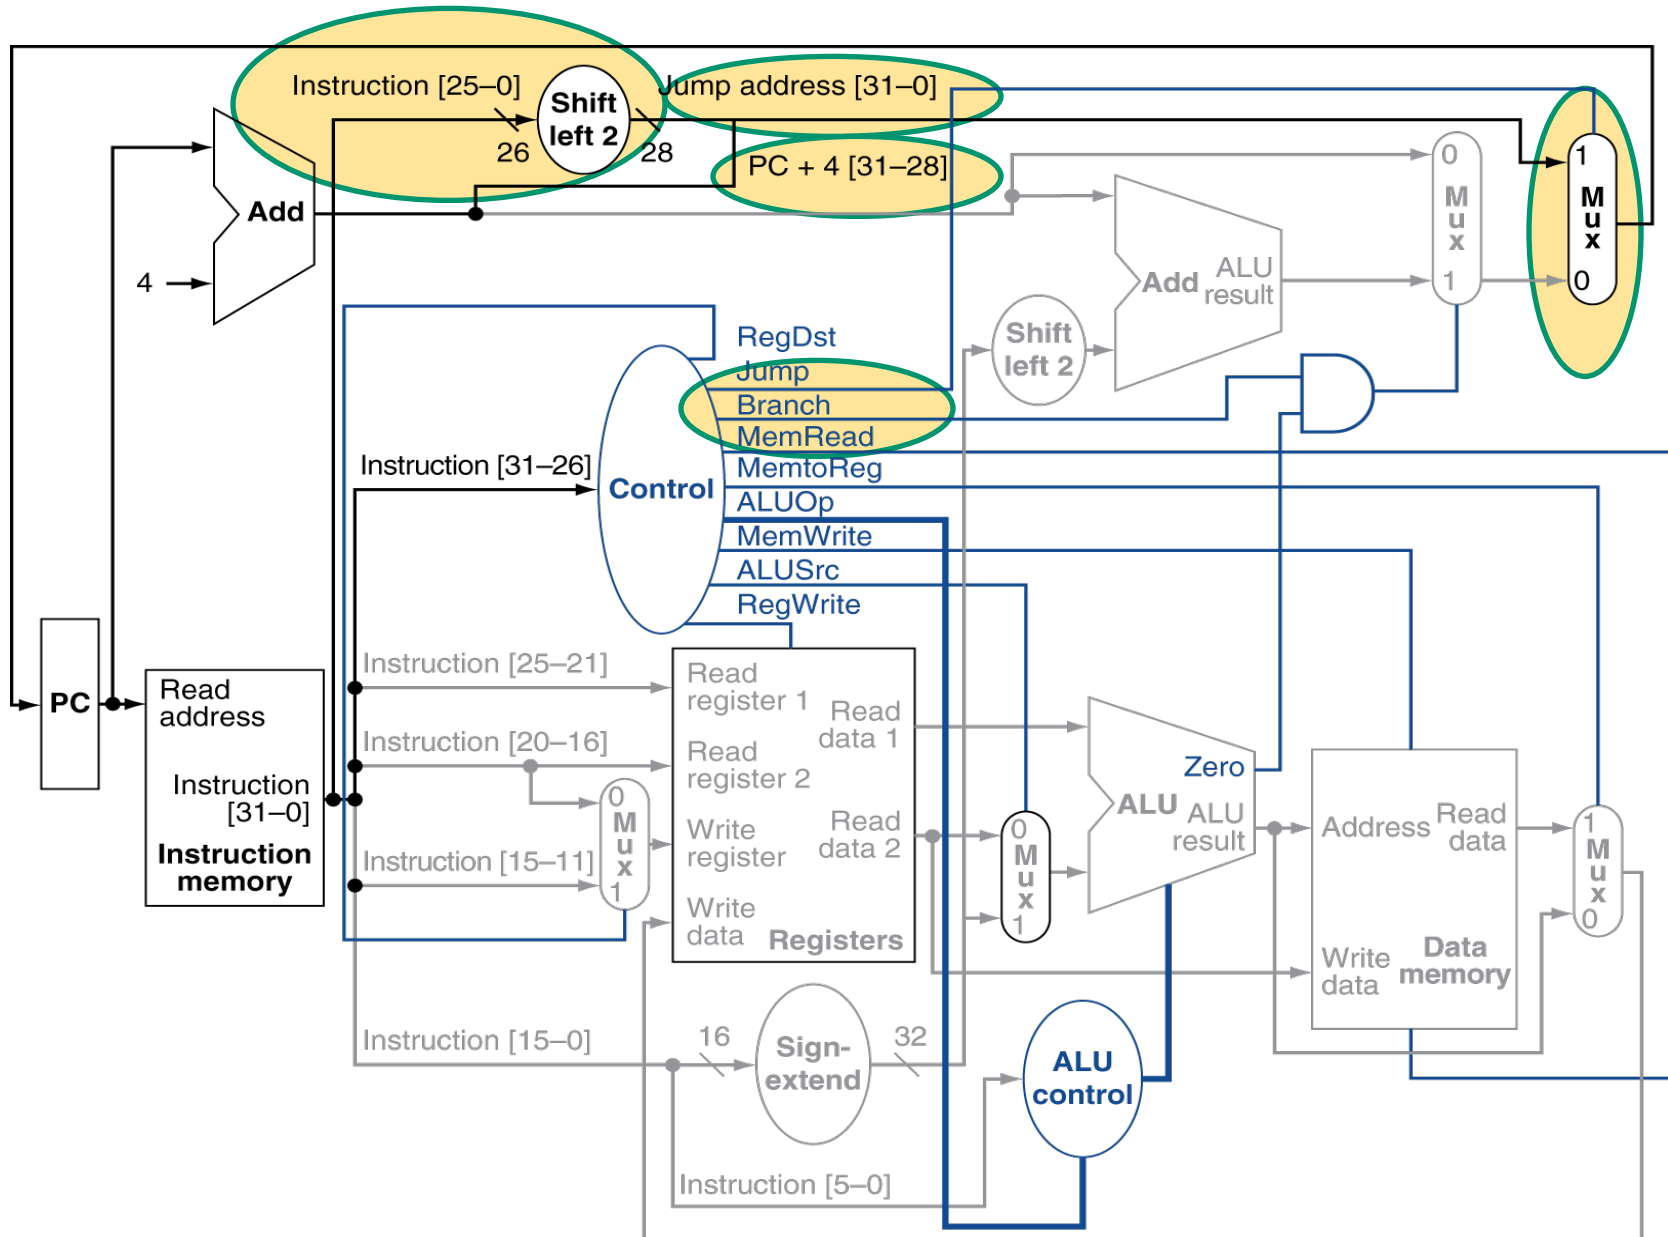 Instruction [25–0]
Shift
left 2
Jump address [31–0]
26
28
PC + 4 [31–28]
Add
4
0
M
u
x
1
1
M
u
x
0
Add
ALU
result
Shift
left 2
RegDst
Jump
Branch
MemRead
MemtoReg
ALUOp
MemWrite
ALUSrc
RegWrite
Instruction [31–26]
Control
PC
Read
address
Instruction
[31–0]
Instruction
memory
Instruction [25–21]
Instruction [20–16]
Instruction [15–11]
0
M
u
x
1
Read
register 1
Read
register 2
Write
register
Write
data
Read
data 1
Read
data 2
Registers
0
M
u
x
1
Zero
ALU
ALU
result
Address
Read
data
Write
data
Data
memory
1
M
u
x
0
Instruction [15–0]
16
Sign-
extend
32
ALU
control
Instruction [5–0]